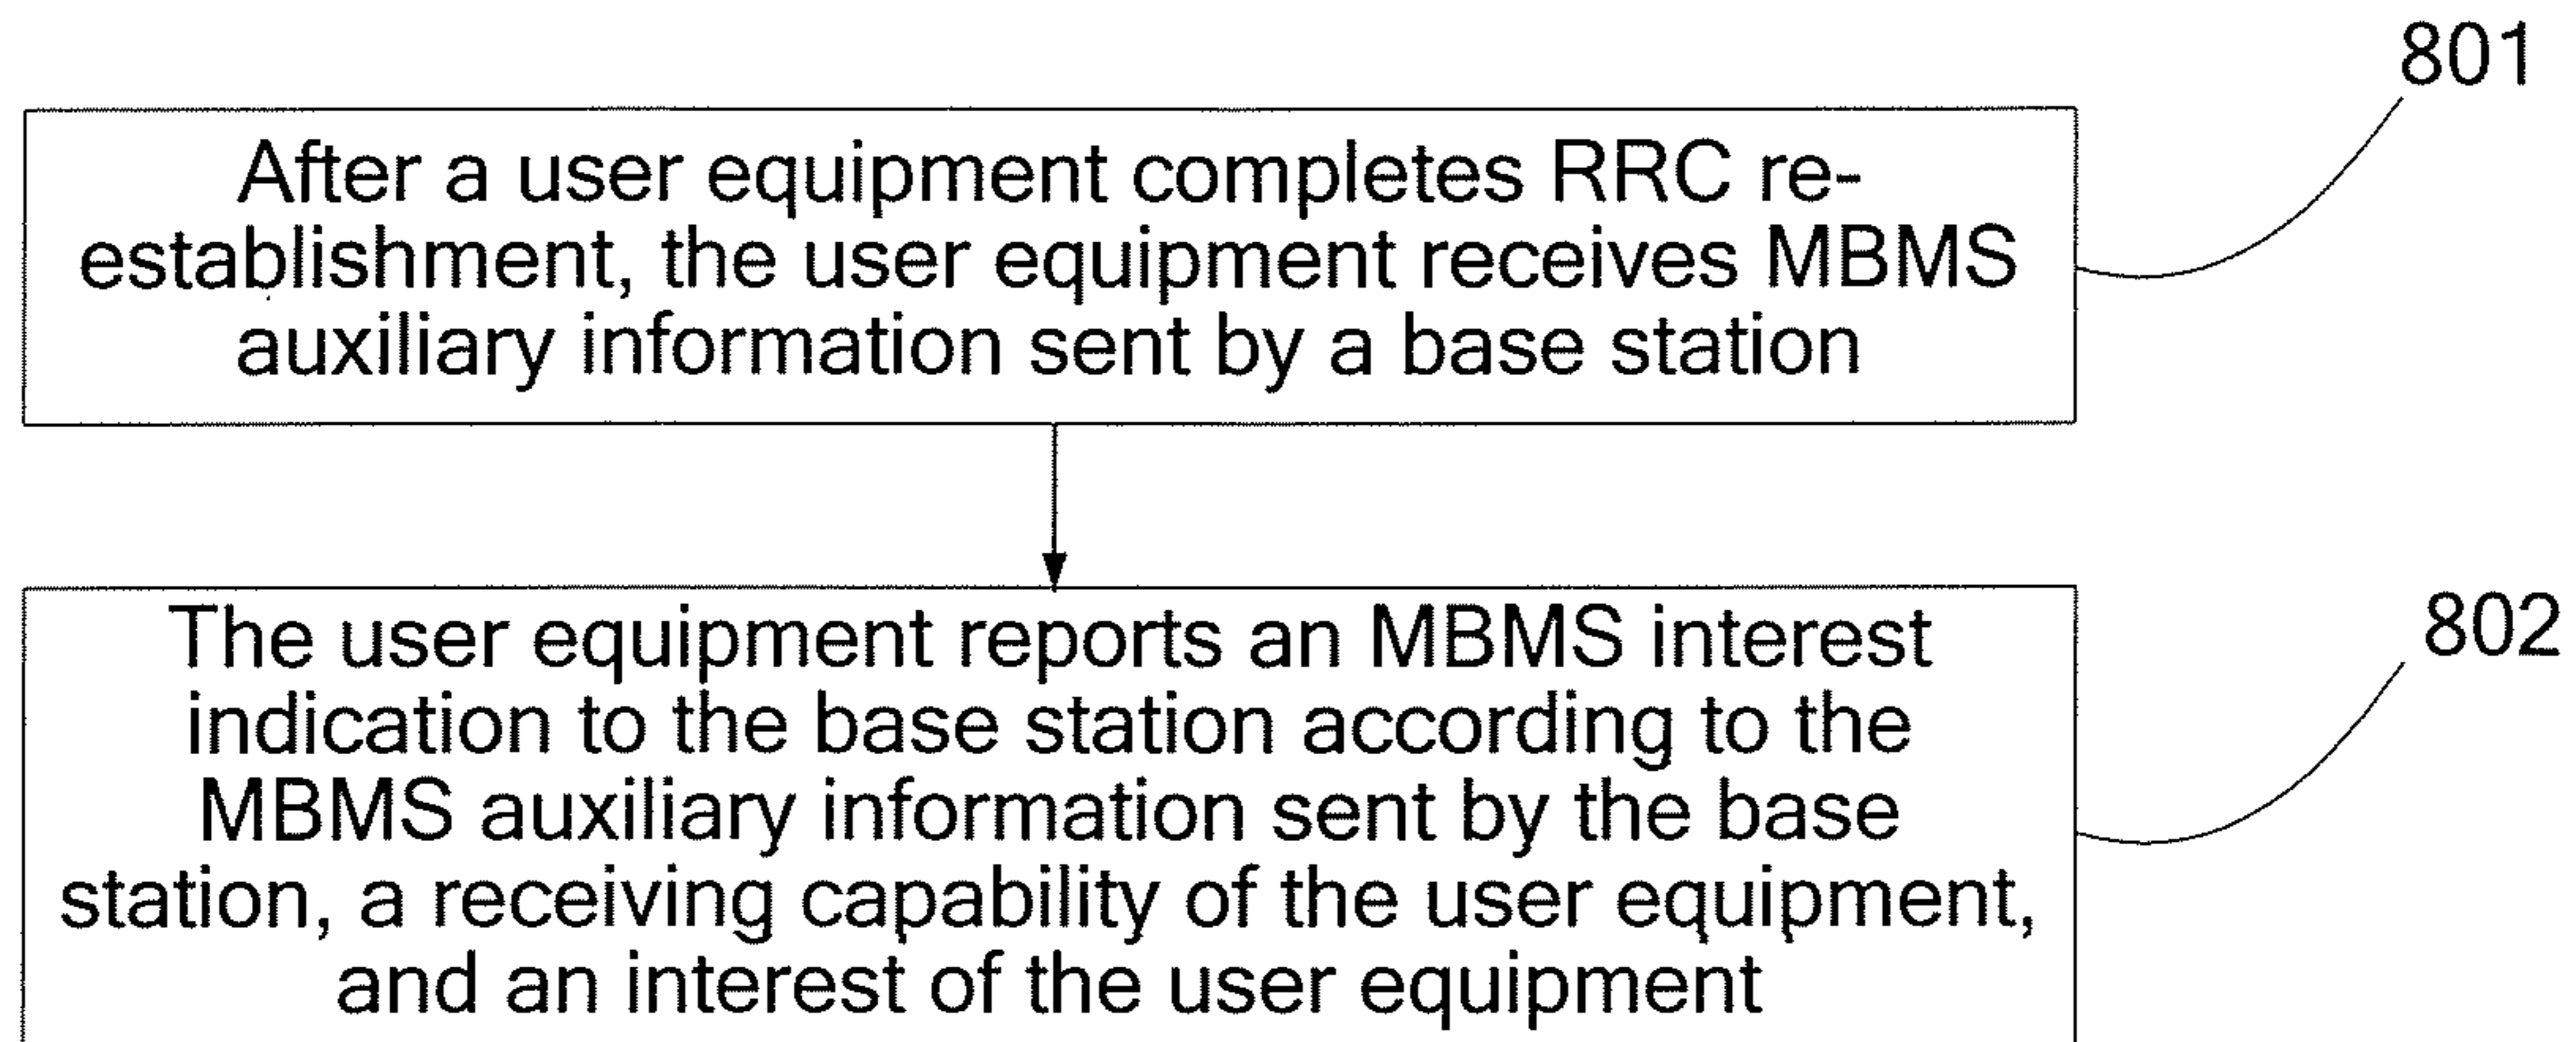 801
After a user equipment completes RRC re-
establishment, the user equipment receives MBMS
auxiliary information sent by a base station
802
The user equipment reports an MBMS interest
indication to the base station according to the
MBMS auxiliary information sent by the base
station, a receiving capability of the user equipment,
and an interest of the user equipment